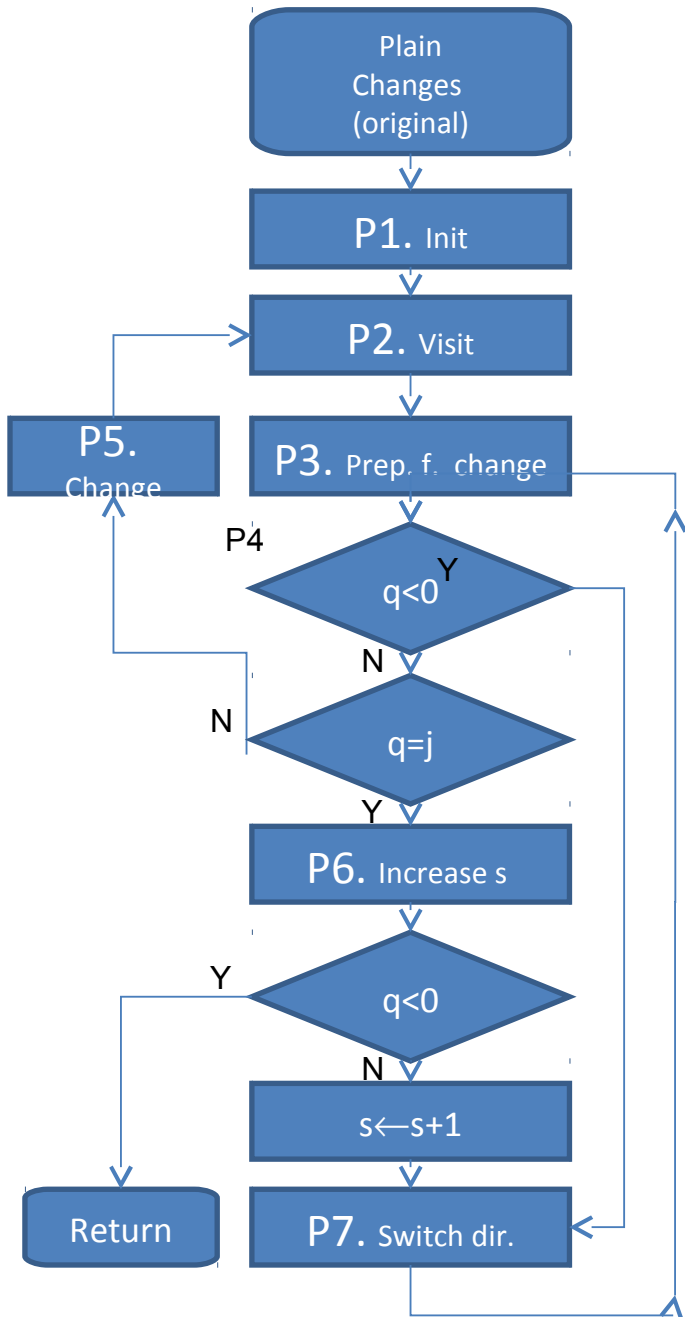 Plain
Changes
(original)
P1. Init
P2. Visit
P5.
Change
P3. Prep. f. change
P4
Y
q<0
N
N
q=j
Y
P6. Increase s
Y
q<0
N
s←s+1
Return
P7. Switch dir.